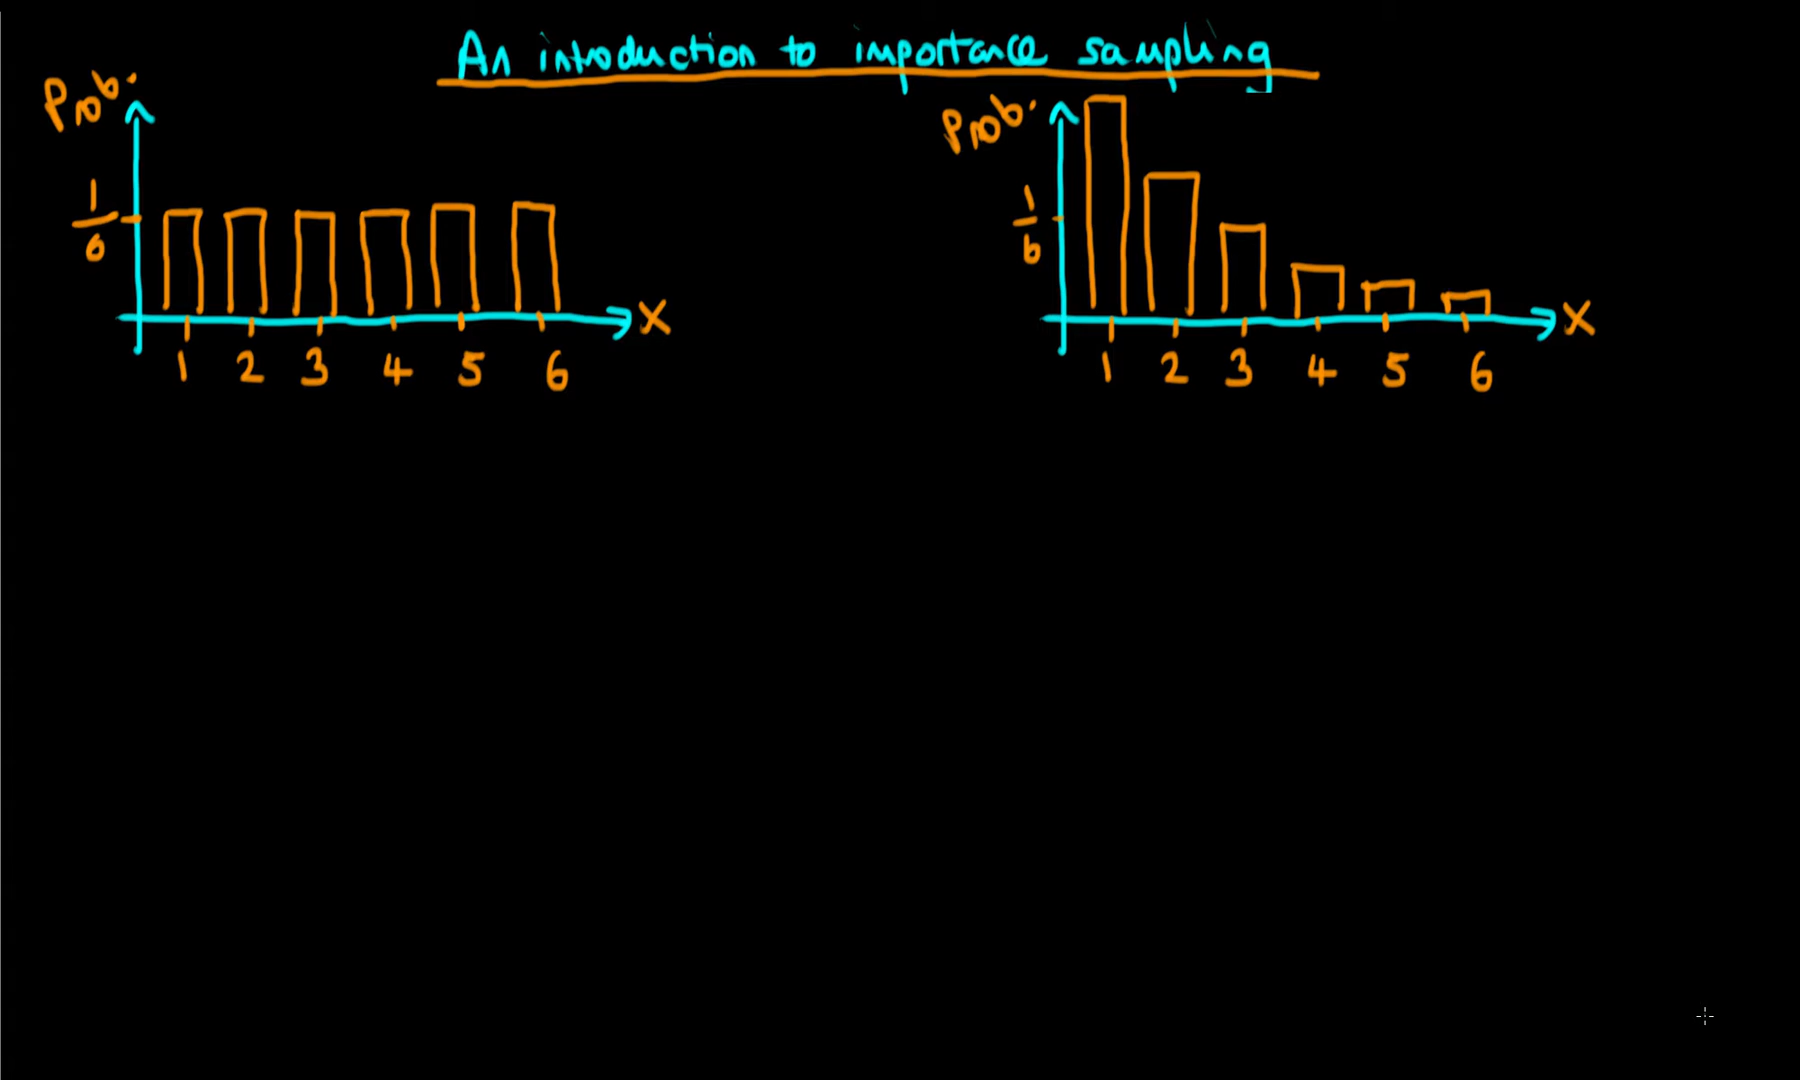 An introduction to importance sampling
Prob.
1/6
X
1 2 3 4 5 6
Prob.
1/6
X
1 2 3 4 5 6